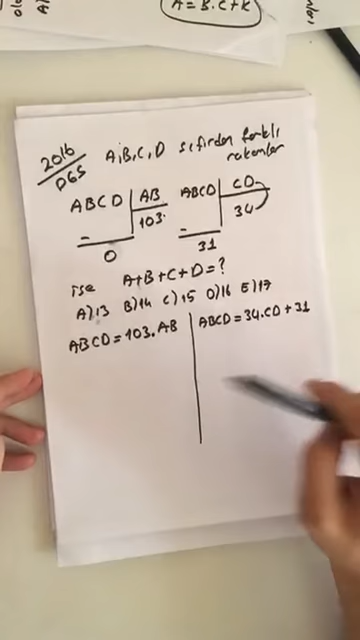 A = B.C+K
2016
DGS
A,B,C,D sıfırdan farklı
rakamlar
ABCD | AB
103
-
0
ABCD | CD
34
-
31
ise A+B+C+D=?
A)13 B)14 C)15 D)16 E)17
ABCD = 103.AB
ABCD = 34.CD + 31